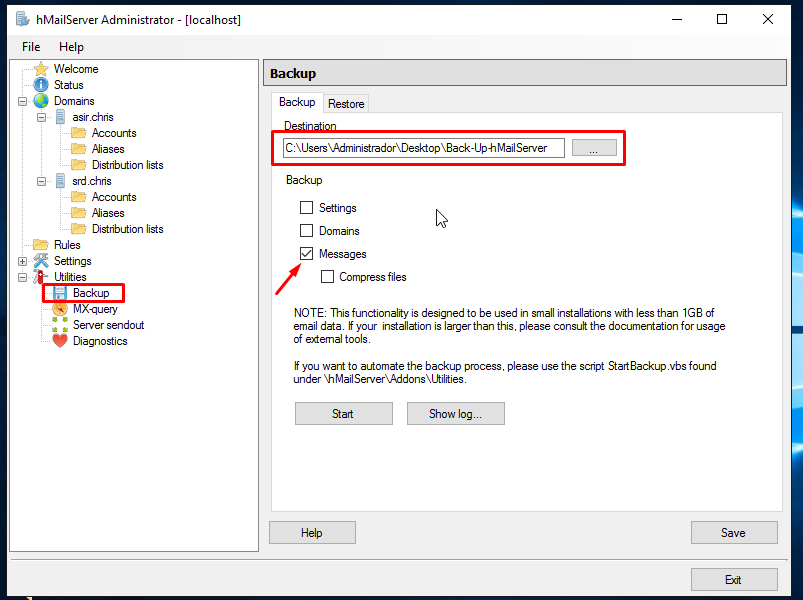 hMailServer Administrator - [localhost]
File Help
Welcome
Status
Domains
asir.chris
Accounts
Aliases
Distribution lists
srd.chris
Accounts
Aliases
Distribution lists
Rules
Settings
Utilities
Backup
MX-query
Server sendout
Diagnostics
Backup
Backup Restore
Destination
C:\Users\Administrador\Desktop\Back-Up-hMailServer ...
Backup
Settings
Domains
Messages
Compress files
NOTE: This functionality is designed to be used in small installations with less than 1GB of
email data. If your installation is larger than this, please consult the documentation for usage
of external tools.
If you want to automate the backup process, please use the script StartBackup.vbs found
under \hMailServer\Addons\Utilities.
Start Show log...
Help Save
Exit